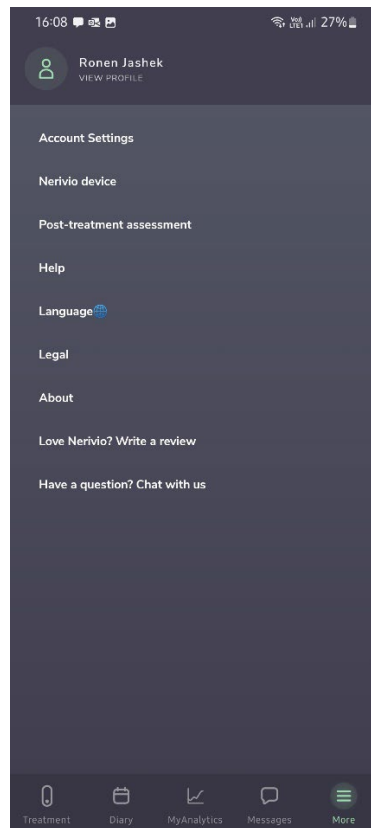 16:08 27%
Ronen Jashek
VIEW PROFILE
Account Settings
Nerivio device
Post-treatment assessment
Help
Language
Legal
About
Love Nerivio? Write a review
Have a question? Chat with us
Treatment Diary MyAnalytics Messages More